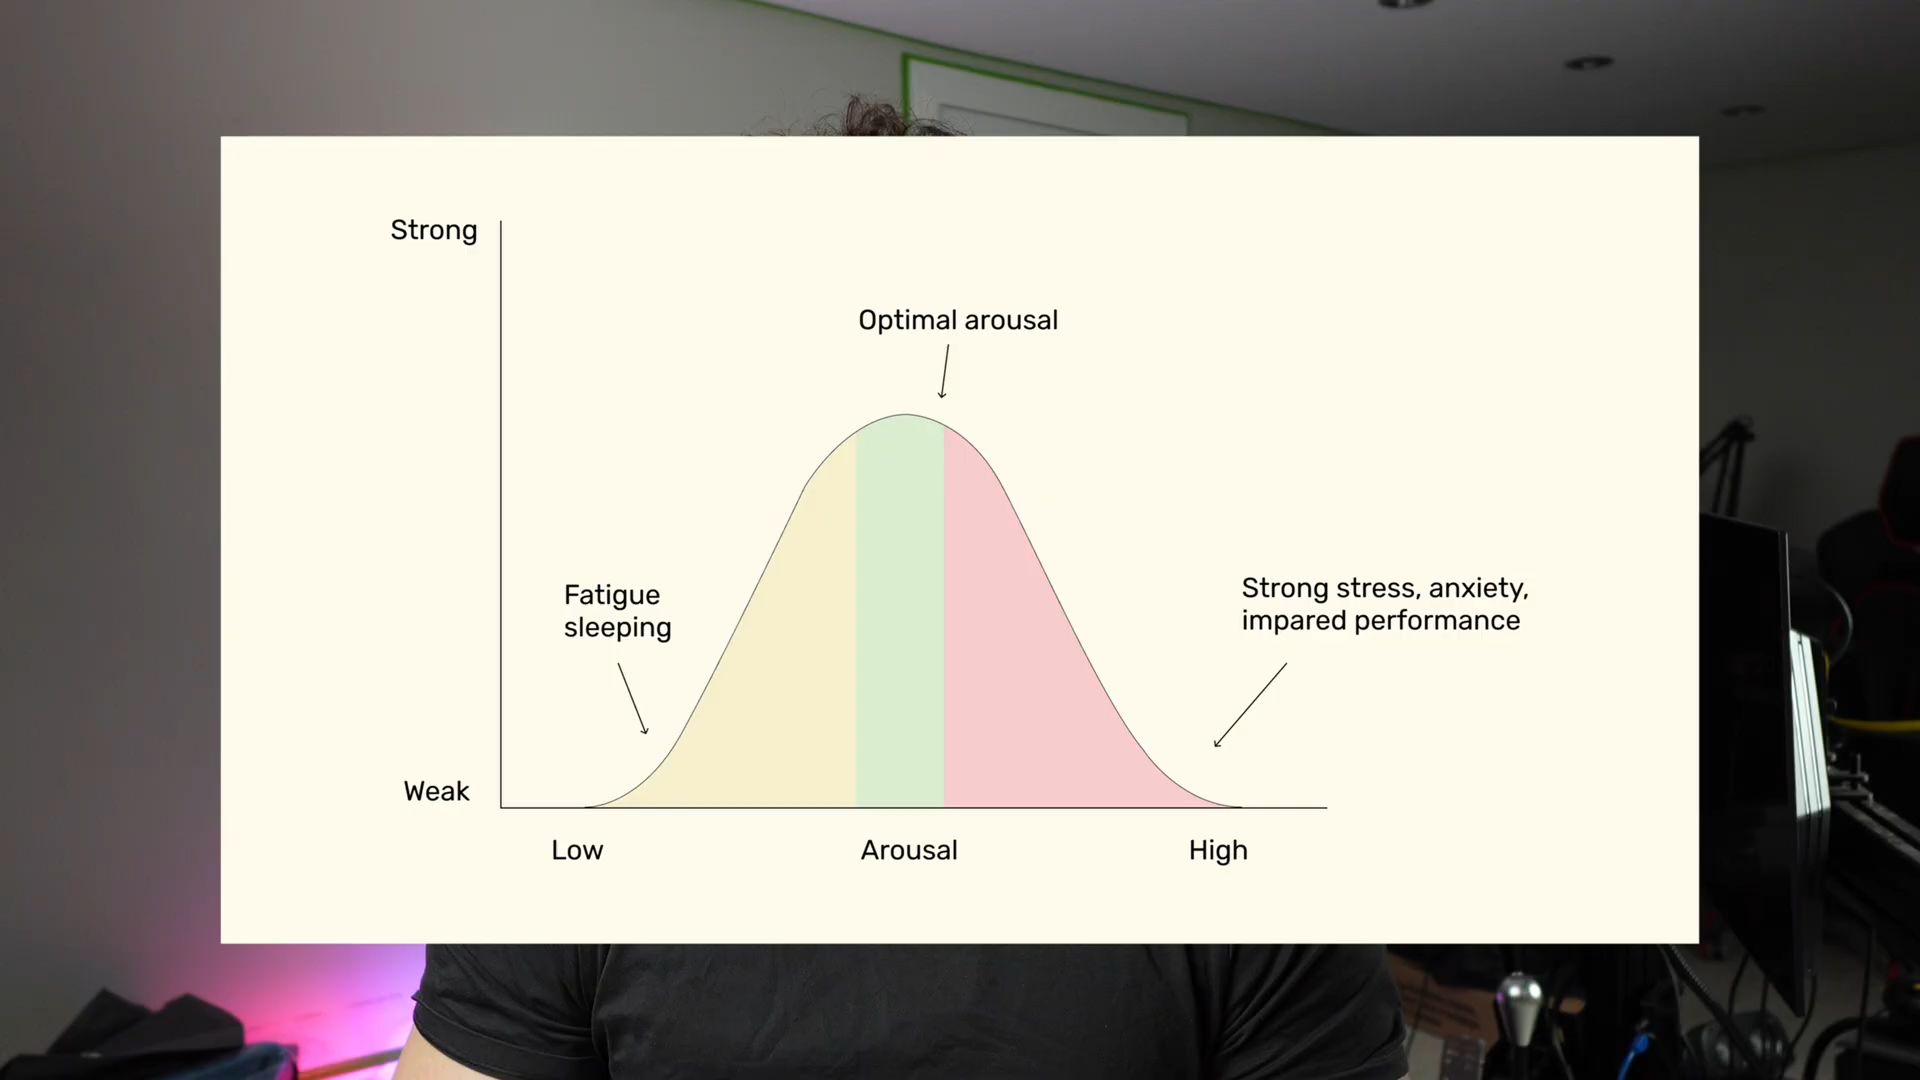 Strong
Optimal arousal
Fatigue
sleeping
Strong stress, anxiety,
impared performance
Weak
Low
Arousal
High